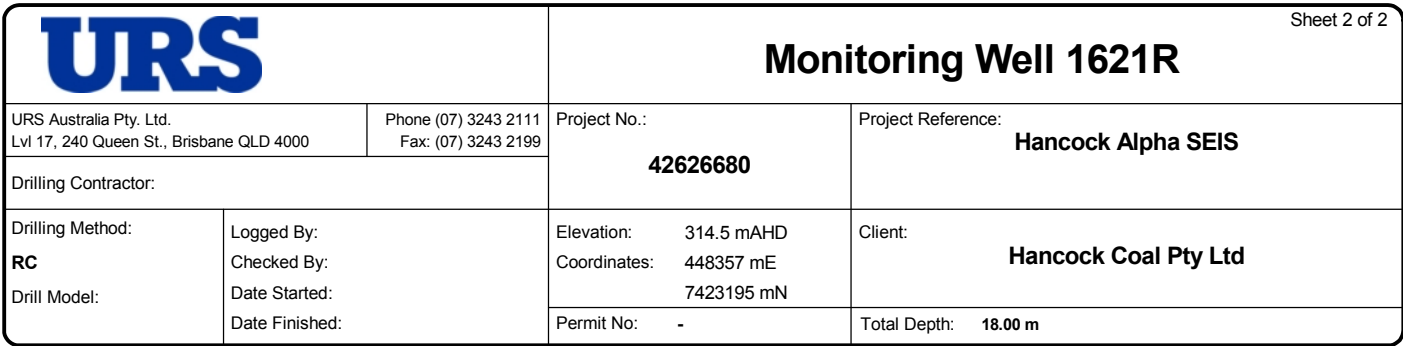 Sheet 2 of 2
URS
Monitoring Well 1621R
URS Australia Pty. Ltd.
Lvl 17, 240 Queen St., Brisbane QLD 4000
Phone (07) 3243 2111
Fax: (07) 3243 2199
Project No.:
42626680
Project Reference:
Hancock Alpha SEIS
Drilling Contractor:
Drilling Method:
RC
Drill Model:
Logged By:
Checked By:
Date Started:
Date Finished:
Elevation: 314.5 mAHD
Coordinates: 448357 mE
7423195 mN
Permit No: -
Client:
Hancock Coal Pty Ltd
Total Depth: 18.00 m